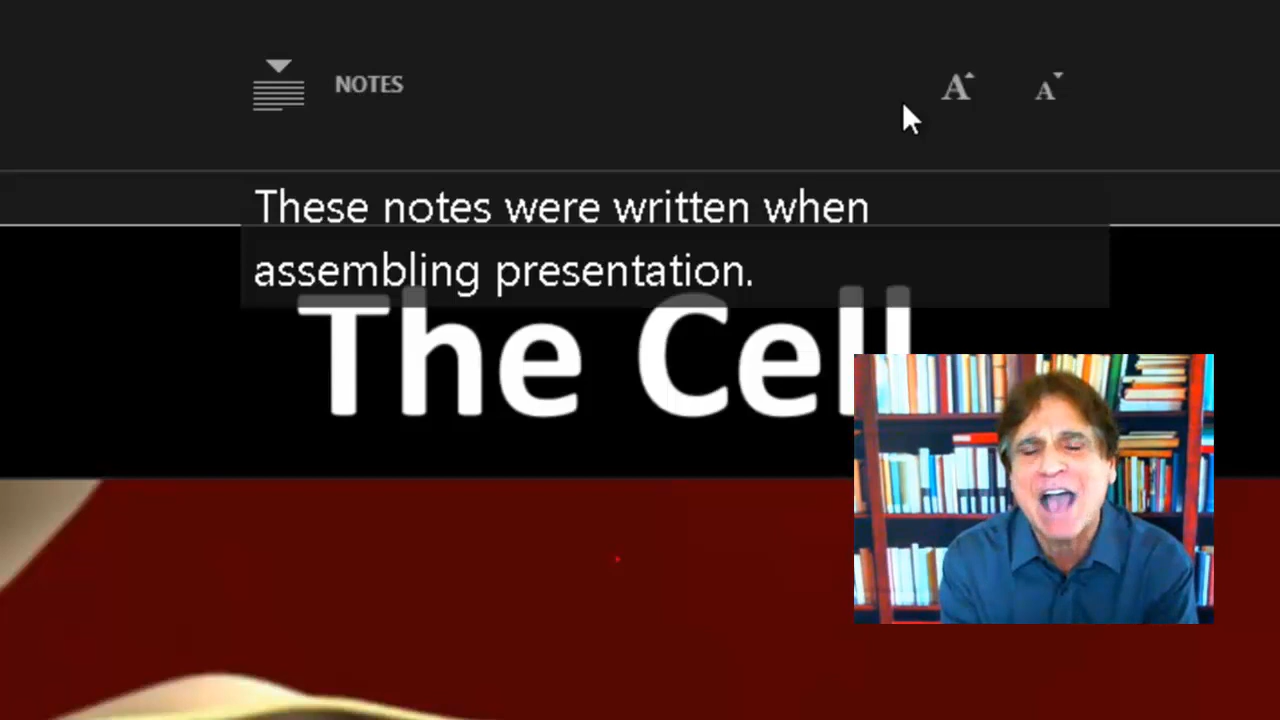 NOTES
A A
These notes were written when
assembling presentation.
The Cell